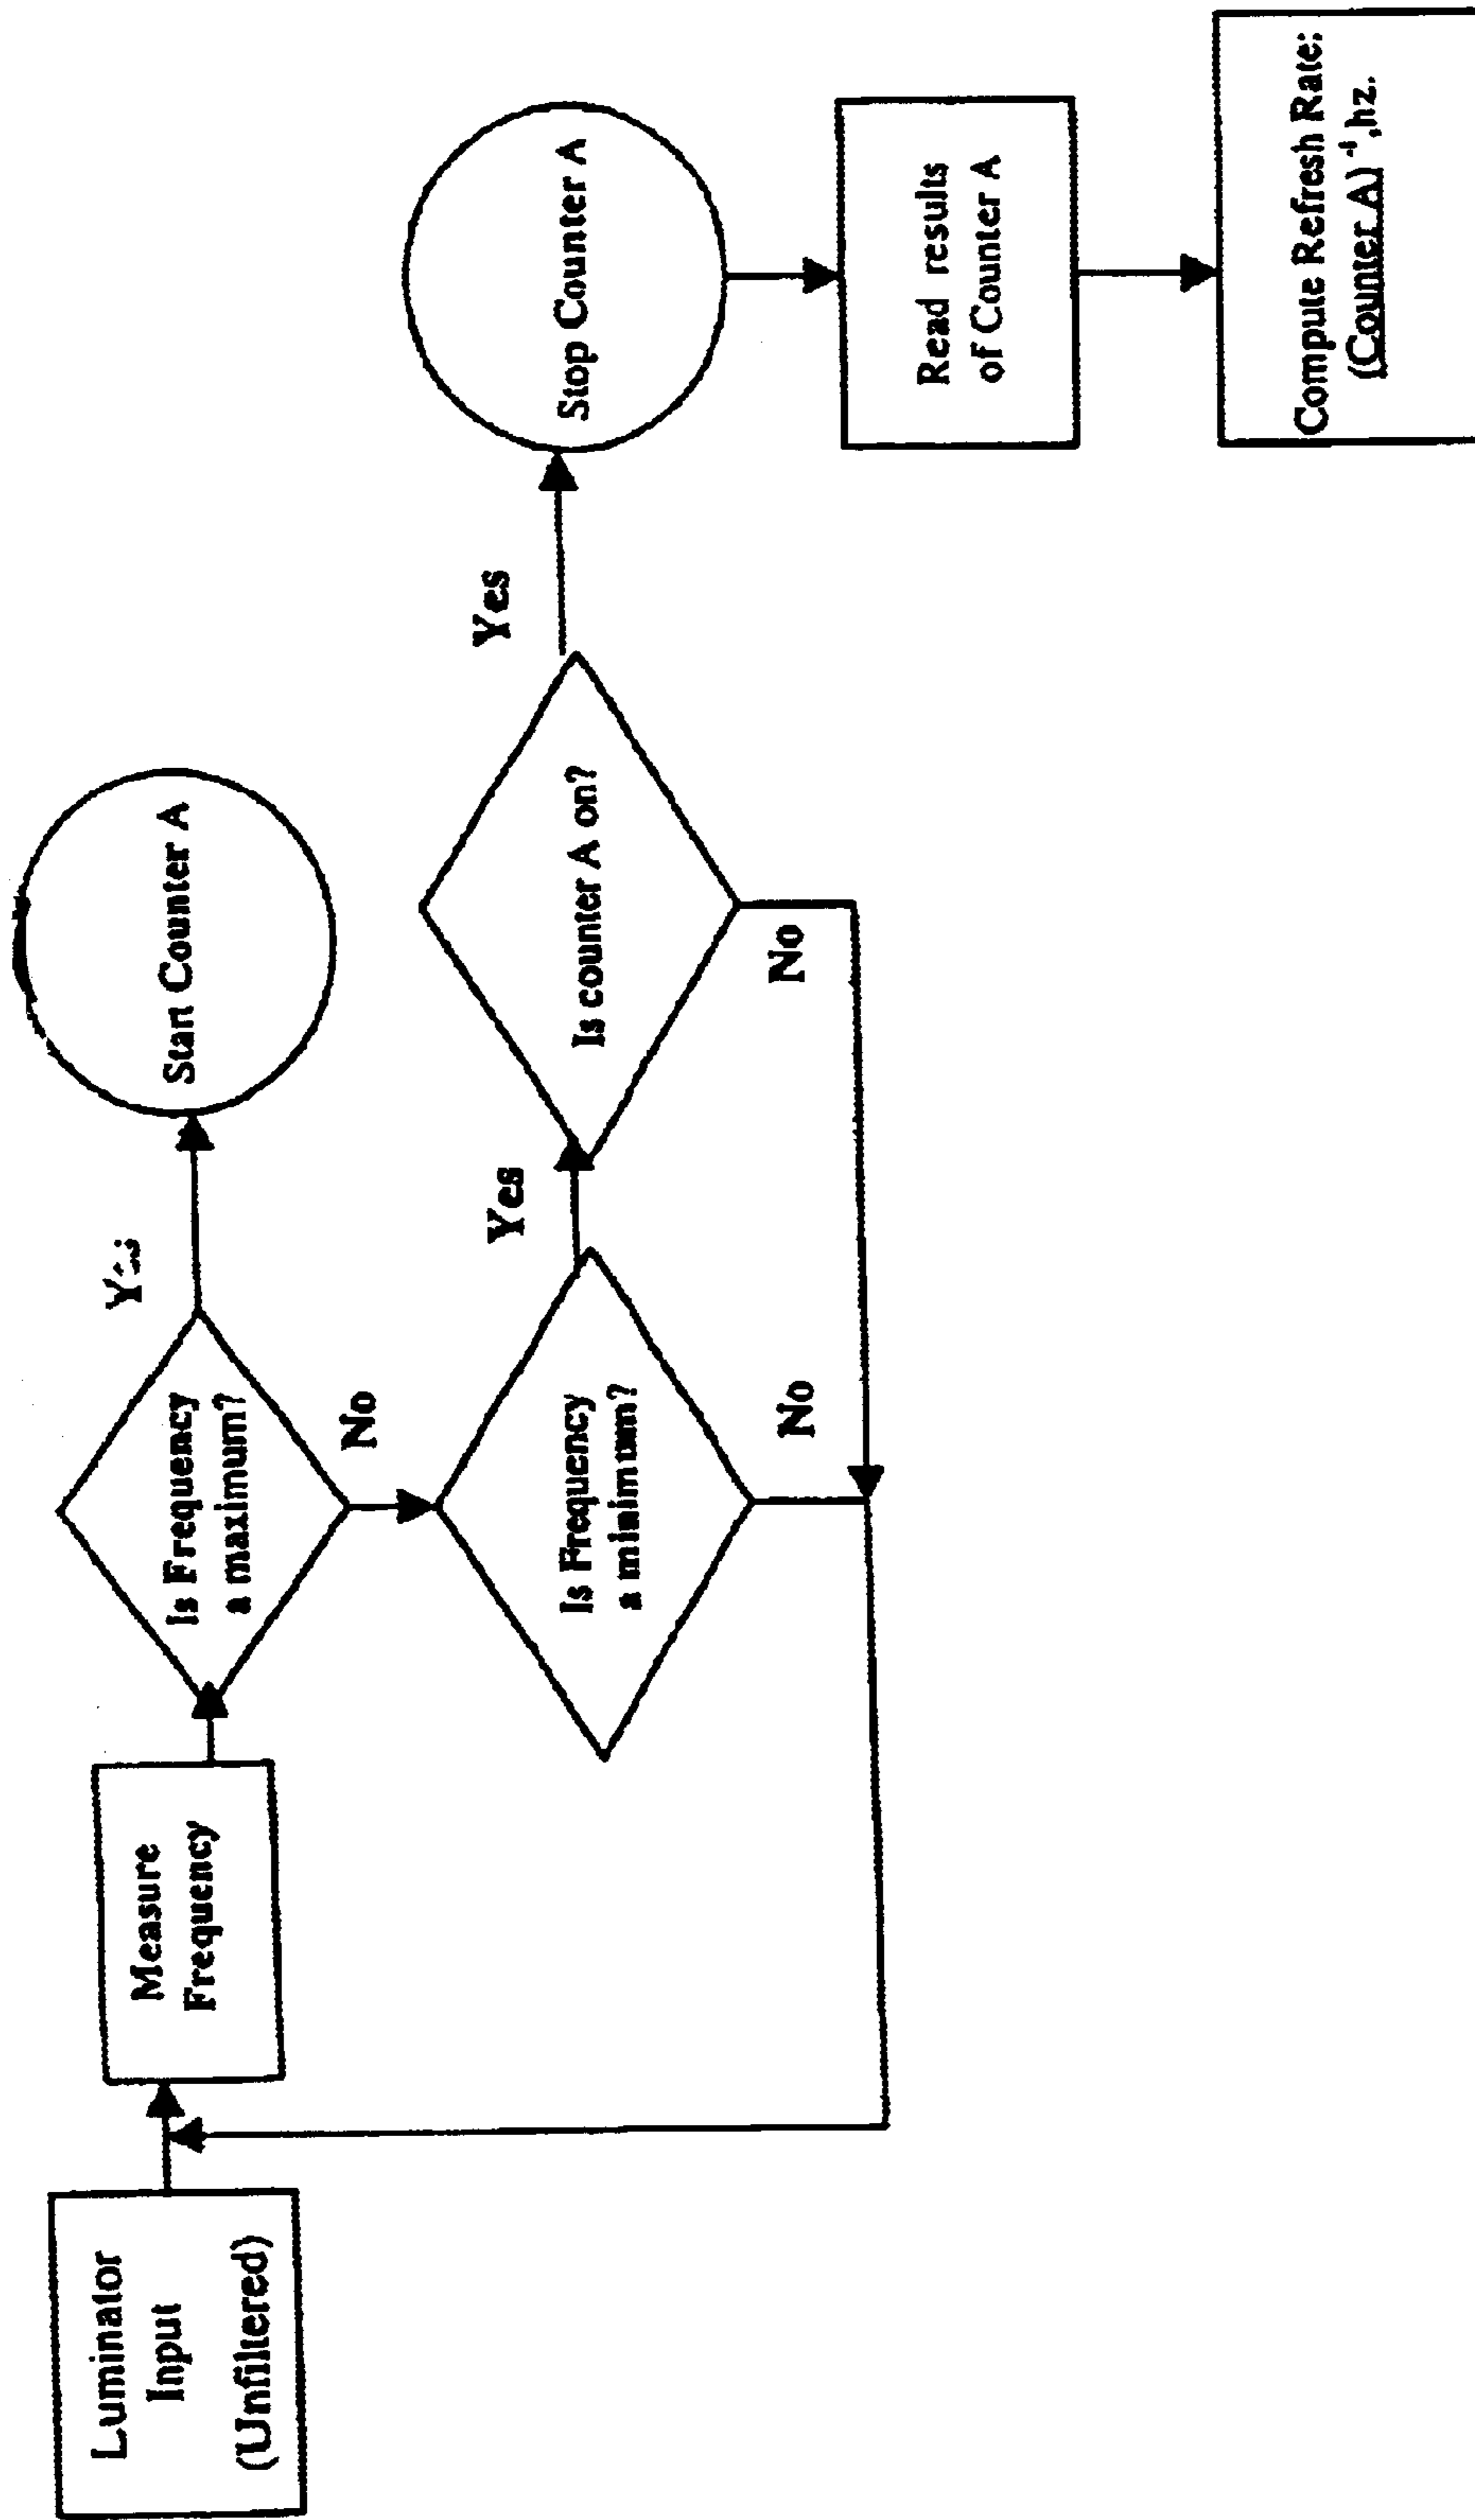 Luminator
Input
(Unfiltered)
Measure
Frequency
Is Frequency
a maximum?
Yes
Start Counter A
No
Is Frequency
a minimum?
Yes
Is counter A on?
Yes
Stop Counter A
No
No
Read results
of Counter A
Compute Refresh Rate:
(Counter A)⁻¹, hz.